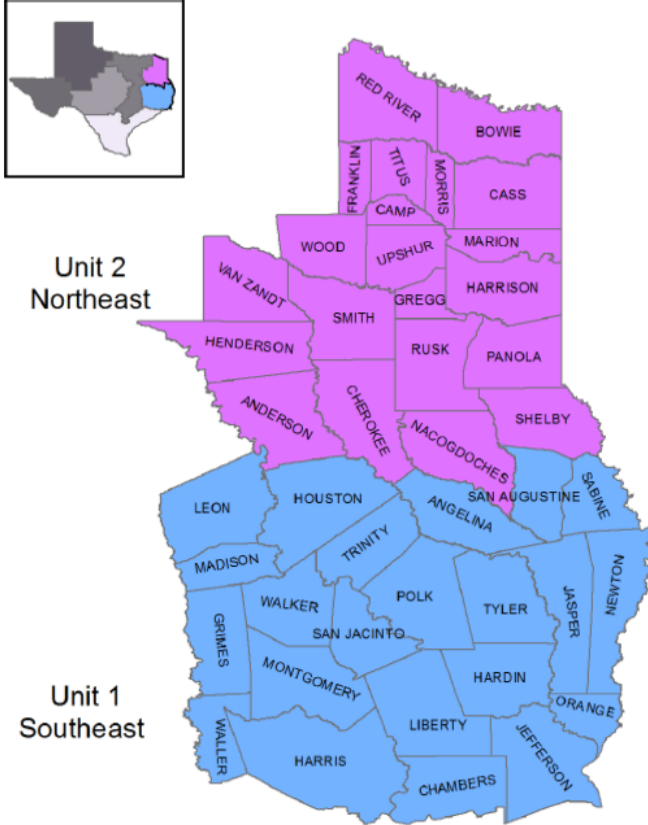 RED RIVER
BOWIE
FRANKLIN
TITUS
MORRIS
CASS
CAMP
WOOD
UPSHUR
MARION
Unit 2
Northeast
VAN ZANDT
SMITH
GREGG
HARRISON
HENDERSON
RUSK
PANOLA
ANDERSON
CHEROKEE
NACOGDOCHES
SHELBY
LEON
HOUSTON
ANGELINA
SAN AUGUSTINE
SABINE
MADISON
TRINITY
GRIMES
WALKER
SAN JACINTO
POLK
TYLER
JASPER
NEWTON
MONTGOMERY
HARDIN
Unit 1
Southeast
WALLER
HARRIS
LIBERTY
ORANGE
JEFFERSON
CHAMBERS